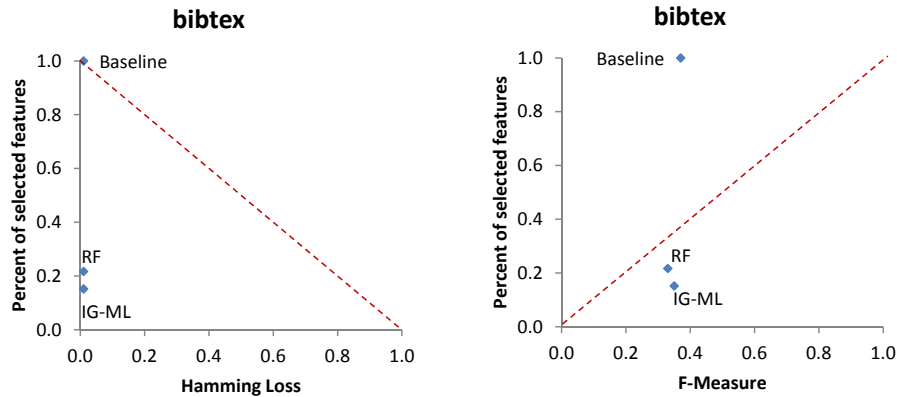 bibtex
Percent of selected features
1.0
0.8
0.6
0.4
0.2
0.0
Baseline
RF
IG-ML
0.0 0.2 0.4 0.6 0.8 1.0
Hamming Loss
bibtex
Percent of selected features
1.0
0.8
0.6
0.4
0.2
0.0
Baseline
RF
IG-ML
0.0 0.2 0.4 0.6 0.8 1.0
F-Measure